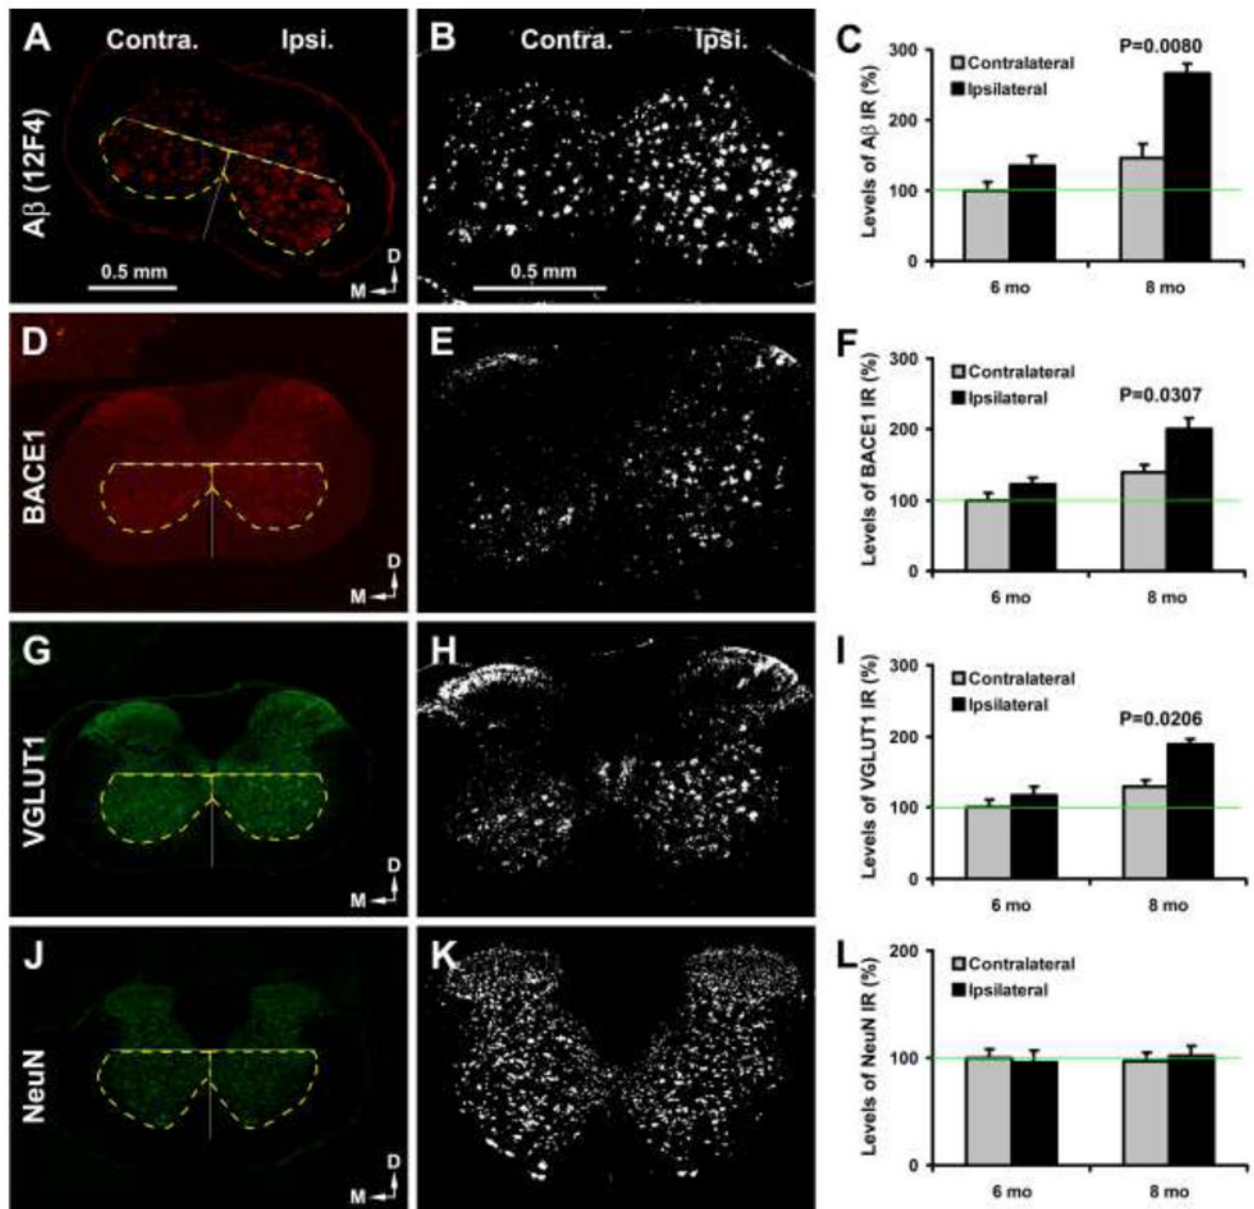 A Contra. Ipsi.
Aβ (12F4)
0.5 mm
D
M
B Contra. Ipsi.
0.5 mm
C
Levels of Aβ IR (%)
300
200
100
0
Contralateral
Ipsilateral
P=0.0080
6 mo 8 mo
D
BACE1
D
M
E
F
Levels of BACE1 IR (%)
300
200
100
0
Contralateral
Ipsilateral
P=0.0307
6 mo 8 mo
G
VGLUT1
D
M
H
I
Levels of VGLUT1 IR (%)
300
200
100
0
Contralateral
Ipsilateral
P=0.0206
6 mo 8 mo
J
NeuN
D
M
K
L
Levels of NeuN IR (%)
200
100
0
Contralateral
Ipsilateral
6 mo 8 mo